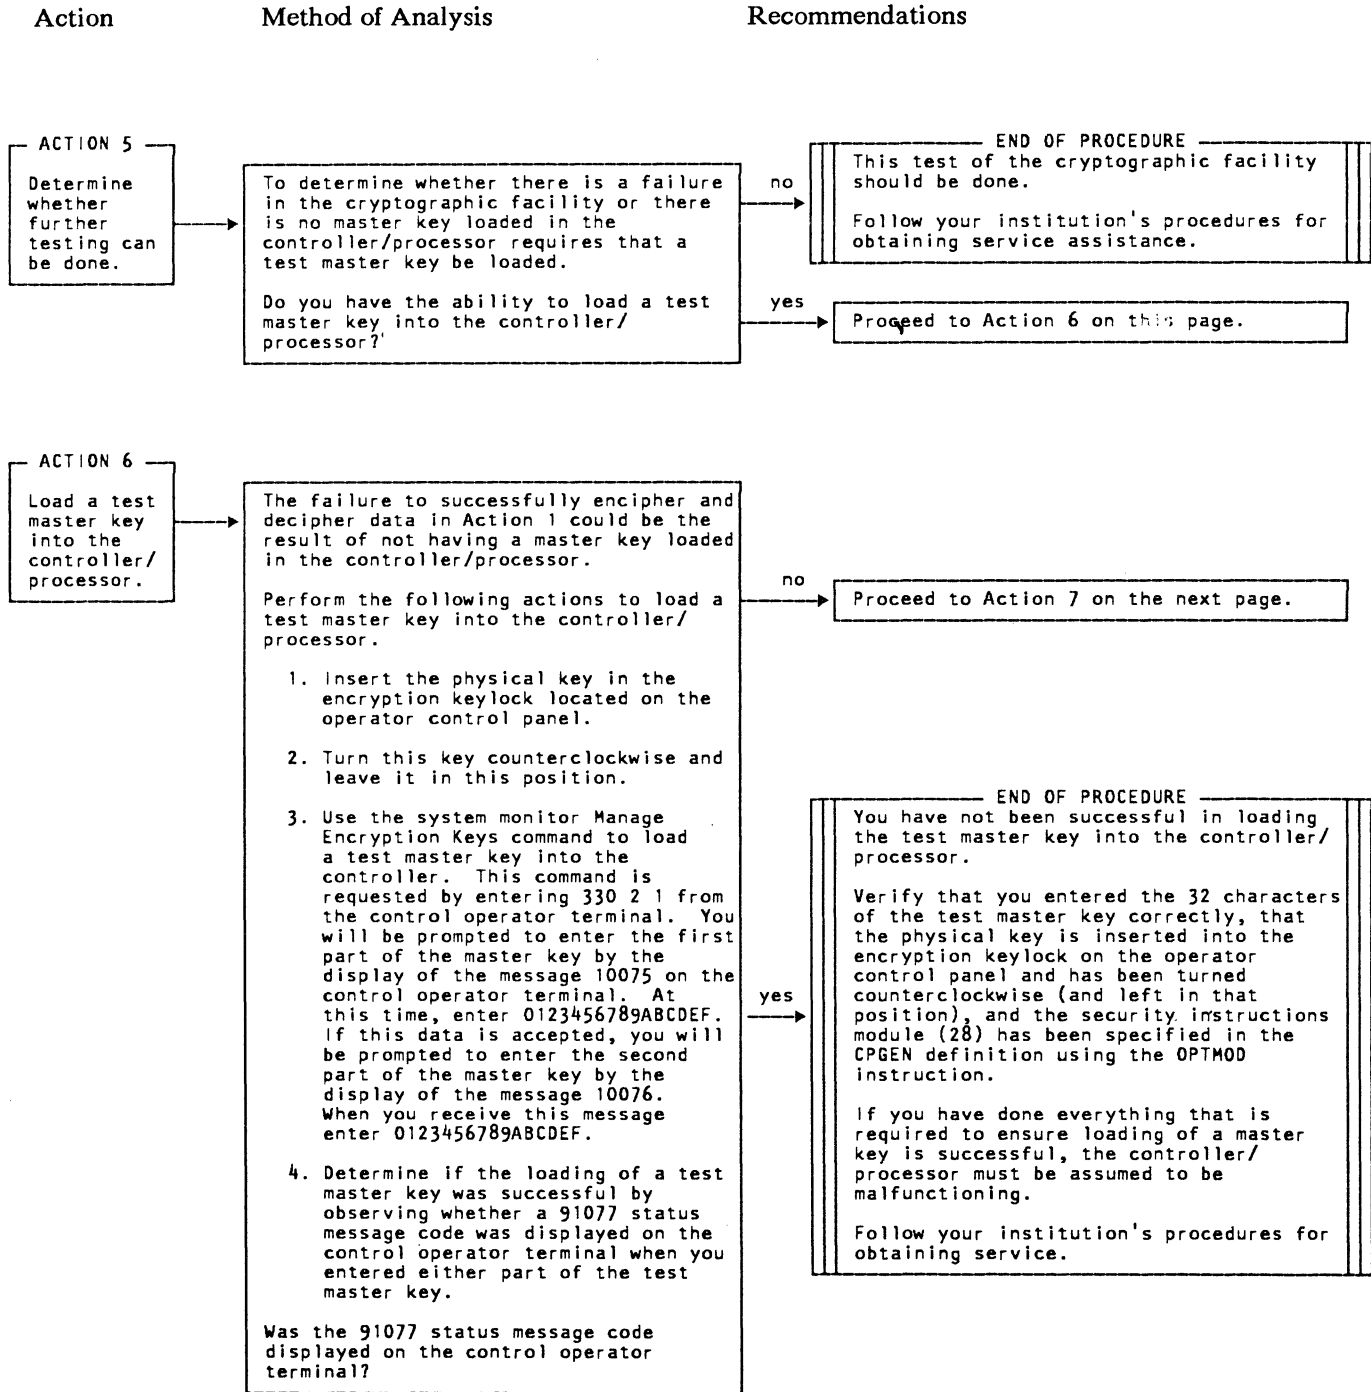 Action
Method of Analysis
Recommendations
ACTION 5
Determine
whether
further
testing can
be done.
To determine whether there is a failure
in the cryptographic facility or there
is no master key loaded in the
controller/processor requires that a
test master key be loaded.
Do you have the ability to load a test
master key into the controller/
processor?
no
END OF PROCEDURE
This test of the cryptographic facility
should be done.
Follow your institution's procedures for
obtaining service assistance.
yes
Proceed to Action 6 on this page.
ACTION 6
Load a test
master key
into the
controller/
processor.
The failure to successfully encipher and
decipher data in Action 1 could be the
result of not having a master key loaded
in the controller/processor.
Perform the following actions to load a
test master key into the controller/
processor.
1. Insert the physical key in the
encryption keylock located on the
operator control panel.
2. Turn this key counterclockwise and
leave it in this position.
3. Use the system monitor Manage
Encryption Keys command to load
a test master key into the
controller. This command is
requested by entering 330 2 1 from
the control operator terminal. You
will be prompted to enter the first
part of the master key by the
display of the message 10075 on the
control operator terminal. At
this time, enter 0123456789ABCDEF.
If this data is accepted, you will
be prompted to enter the second
part of the master key by the
display of the message 10076.
When you receive this message
enter 0123456789ABCDEF.
4. Determine if the loading of a test
master key was successful by
observing whether a 91077 status
message code was displayed on the
control operator terminal when you
entered either part of the test
master key.
Was the 91077 status message code
displayed on the control operator
terminal?
no
Proceed to Action 7 on the next page.
yes
END OF PROCEDURE
You have not been successful in loading
the test master key into the controller/
processor.
Verify that you entered the 32 characters
of the test master key correctly, that
the physical key is inserted into the
encryption keylock on the operator
control panel and has been turned
counterclockwise (and left in that
position), and the security instructions
module (28) has been specified in the
CPGEN definition using the OPTMOD
instruction.
If you have done everything that is
required to ensure loading of a master
key is successful, the controller/
processor must be assumed to be
malfunctioning.
Follow your institution's procedures for
obtaining service.